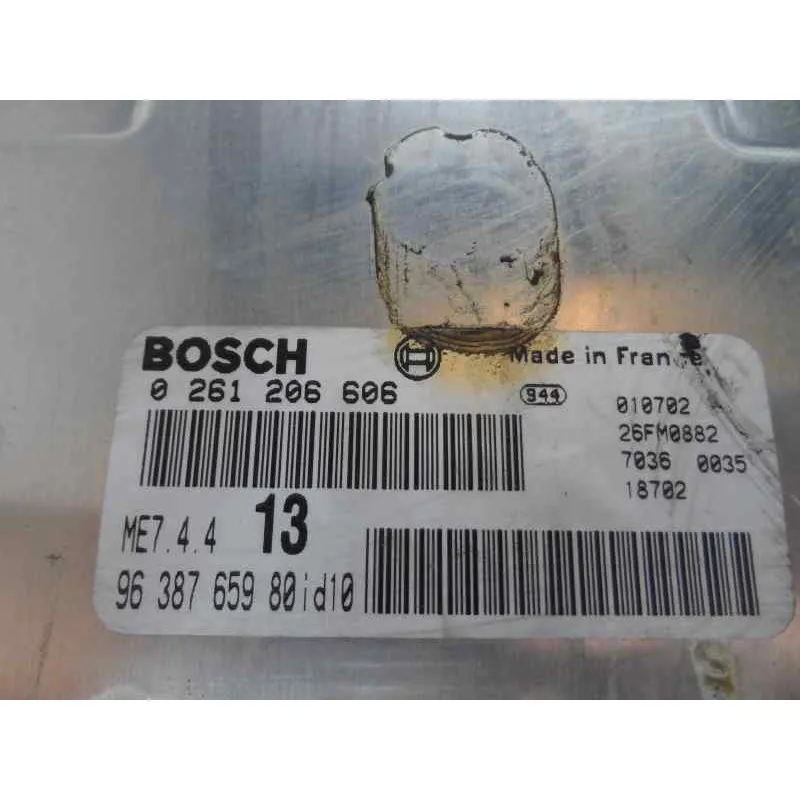 BOSCH
Made in France.
0 261 206 606
944
010702
26FM0882
7036 0035
18702
ME7.4.4 13
96 387 659 80id10